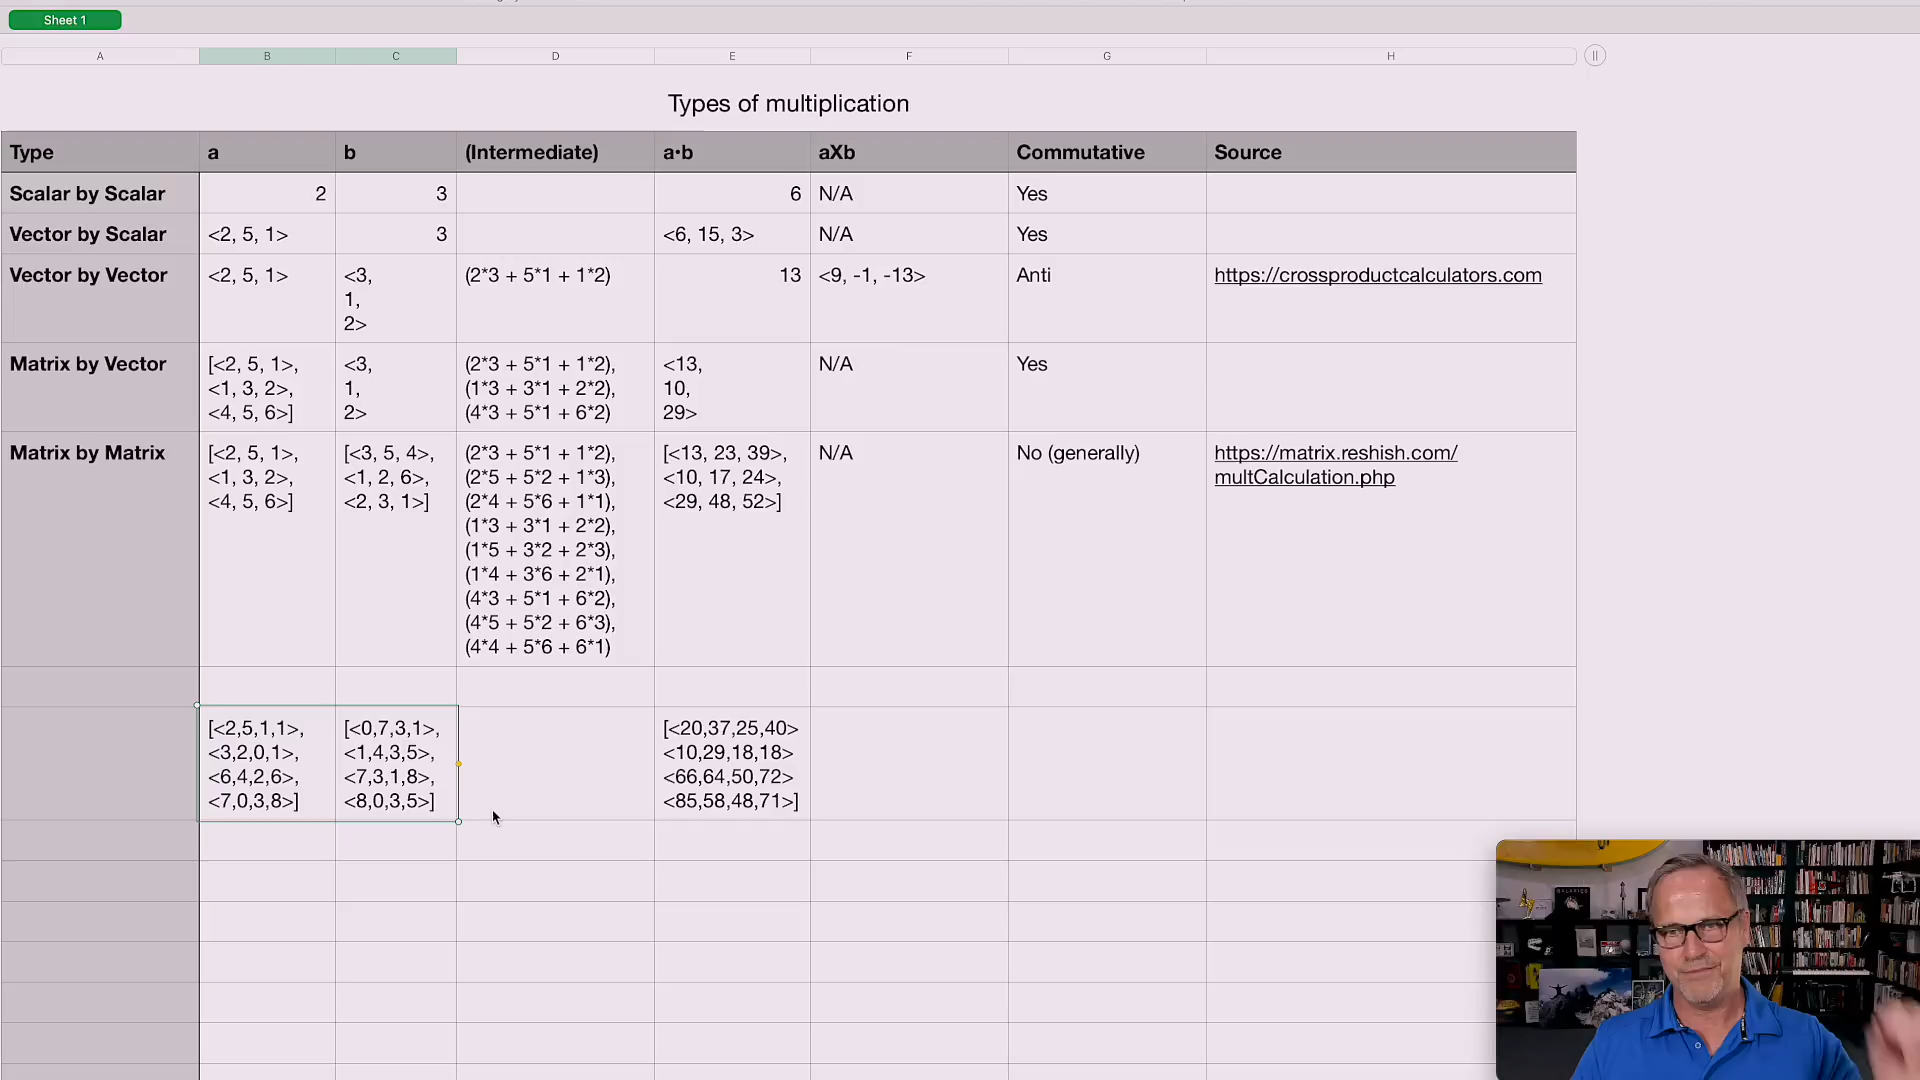 Sheet 1
A B C D E F G H
Types of multiplication
Type a b (Intermediate) a•b aXb Commutative Source
Scalar by Scalar 2 3 6 N/A Yes
Vector by Scalar <2, 5, 1> 3 <6, 15, 3> N/A Yes
Vector by Vector <2, 5, 1> <3, (2*3 + 5*1 + 1*2) 13 <9, -1, -13> Anti https://crossproductcalculators.com
1,
2>
Matrix by Vector [<2, 5, 1>, <3, (2*3 + 5*1 + 1*2), <13, N/A Yes
<1, 3, 2>, 1, (1*3 + 3*1 + 2*2), 10,
<4, 5, 6>] 2> (4*3 + 5*1 + 6*2) 29>
Matrix by Matrix [<2, 5, 1>, [<3, 5, 4>, (2*3 + 5*1 + 1*2), [<13, 23, 39>, N/A No (generally) https://matrix.reshish.com/
<1, 3, 2>, <1, 2, 6>, (2*5 + 5*2 + 1*3), <10, 17, 24>, multCalculation.php
<4, 5, 6>] <2, 3, 1>] (2*4 + 5*6 + 1*1), <29, 48, 52>]
(1*3 + 3*1 + 2*2),
(1*5 + 3*2 + 2*3),
(1*4 + 3*6 + 2*1),
(4*3 + 5*1 + 6*2),
(4*5 + 5*2 + 6*3),
(4*4 + 5*6 + 6*1)
[<2,5,1,1>, [<0,7,3,1>, [<20,37,25,40>
<3,2,0,1>, <1,4,3,5>, <10,29,18,18>
<6,4,2,6>, <7,3,1,8>, <66,64,50,72>
<7,0,3,8>] <8,0,3,5>] <85,58,48,71>]